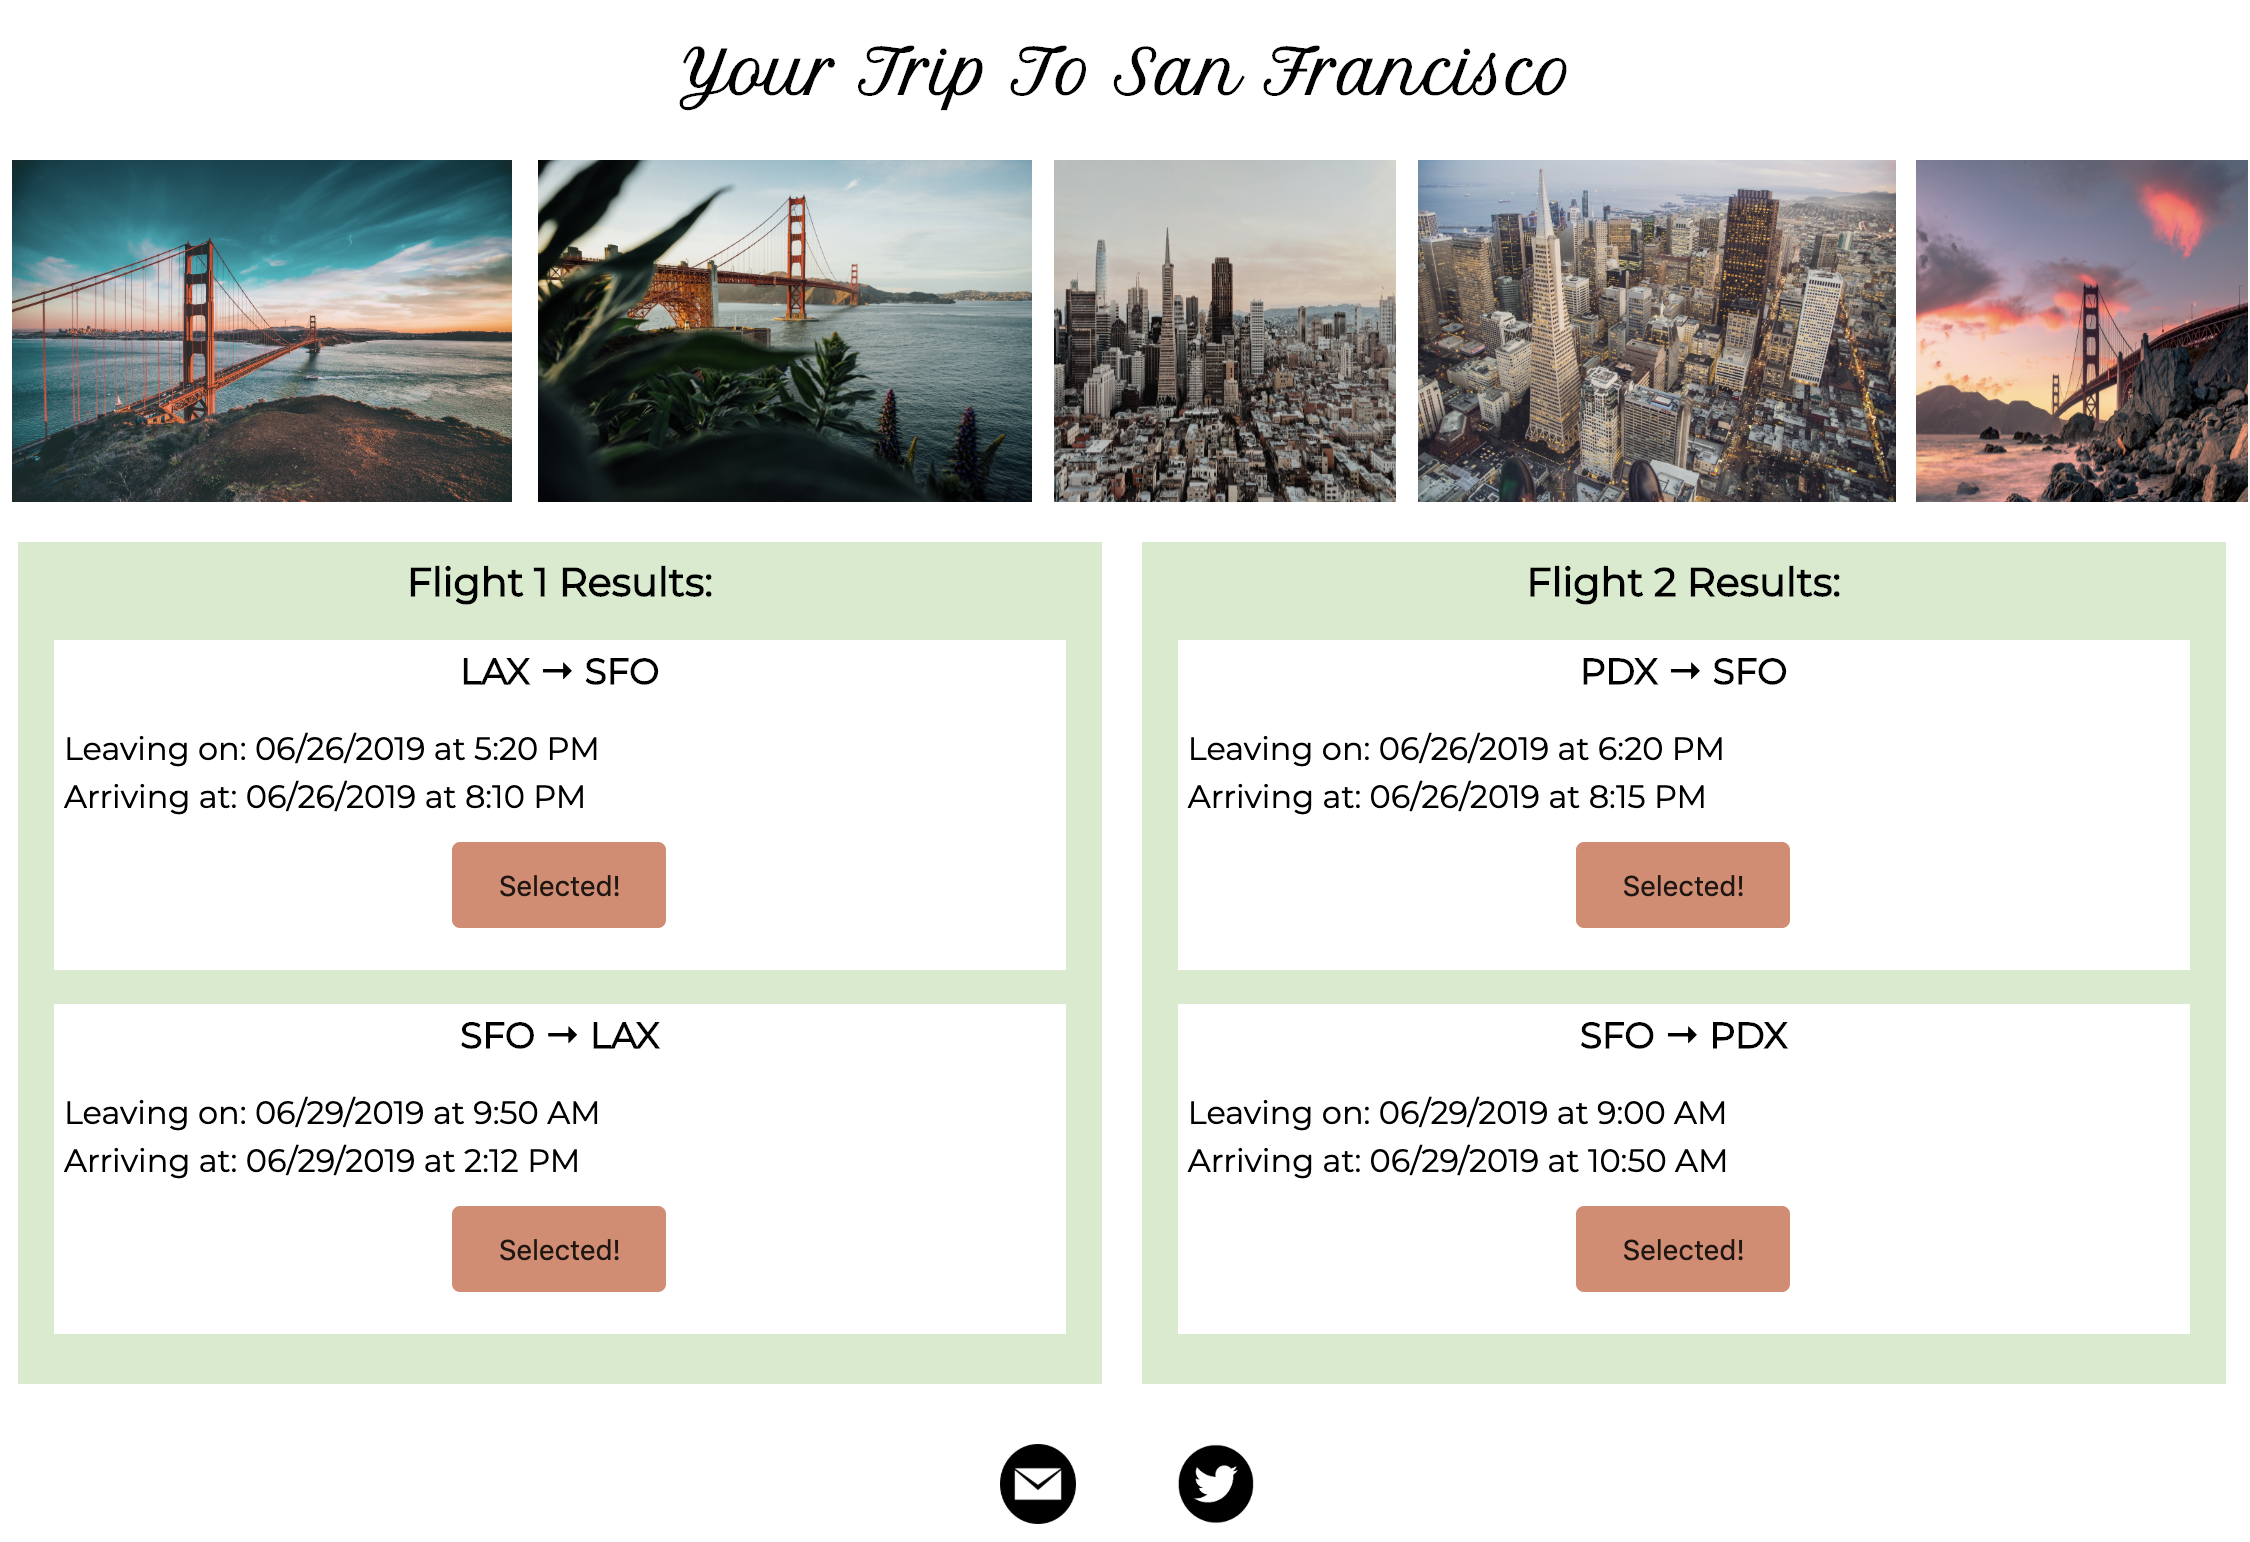 Your Trip To San Francisco
Flight 1 Results:
LAX → SFO
Leaving on: 06/26/2019 at 5:20 PM
Arriving at: 06/26/2019 at 8:10 PM
Selected!
SFO → LAX
Leaving on: 06/29/2019 at 9:50 AM
Arriving at: 06/29/2019 at 2:12 PM
Selected!
Flight 2 Results:
PDX → SFO
Leaving on: 06/26/2019 at 6:20 PM
Arriving at: 06/26/2019 at 8:15 PM
Selected!
SFO → PDX
Leaving on: 06/29/2019 at 9:00 AM
Arriving at: 06/29/2019 at 10:50 AM
Selected!